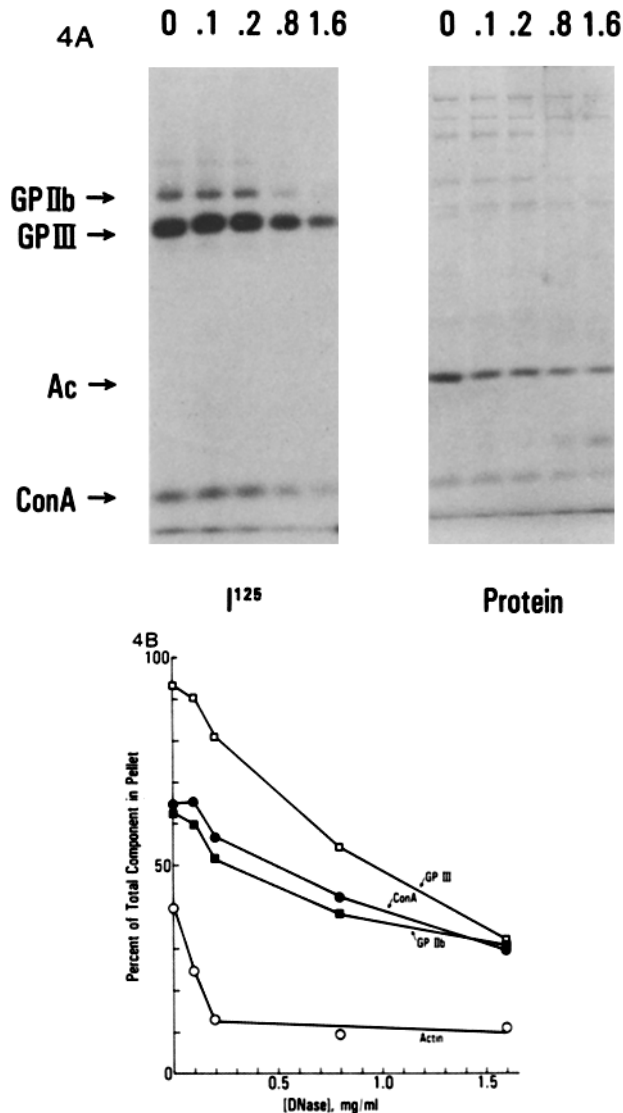 4A
0 .1 .2 .8 1.6
0 .1 .2 .8 1.6
GP IIb →
GP III →
Ac →
ConA →
I¹²⁵
Protein
4B
100
50
0
Percent of Total Component in Pellet
GP III
ConA
GP IIb
Actin
0.5 1.0 1.5
[DNase], mg/ml